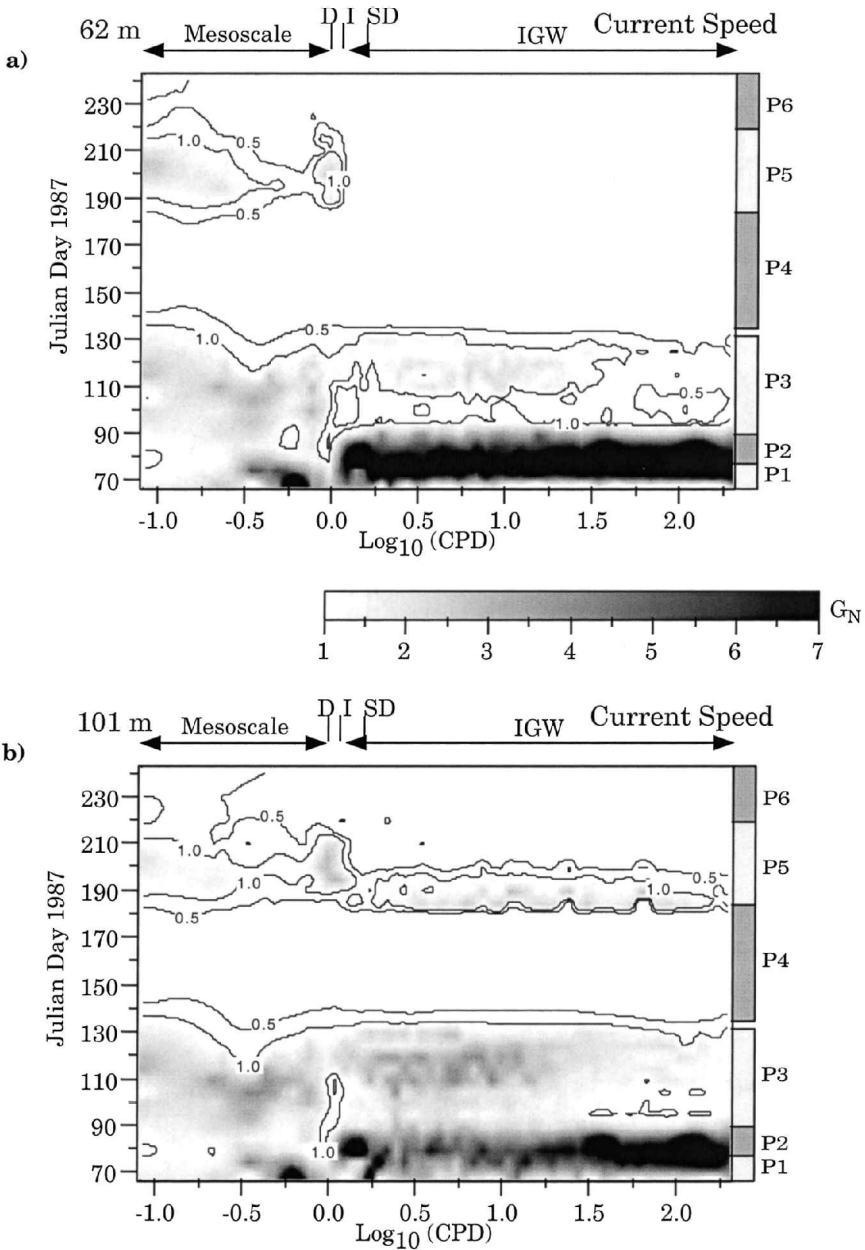 62 m
Mesoscale
D I SD
IGW
Current Speed
a)
Julian Day 1987
230
210
190
170
150
130
110
90
70
0.5
1.0
1.0
0.5
0.5
1.0
0.5
1.0
P6
P5
P4
P3
P2
P1
-1.0 -0.5 0.0 0.5 1.0 1.5 2.0
Log10 (CPD)
GN
1 2 3 4 5 6 7
101 m
Mesoscale
D I SD
IGW
Current Speed
b)
Julian Day 1987
230
210
190
170
150
130
110
90
70
0.5
1.0
1.0
0.5
0.5
1.0
0.5
1.0
1.0
P6
P5
P4
P3
P2
P1
-1.0 -0.5 0.0 0.5 1.0 1.5 2.0
Log10 (CPD)